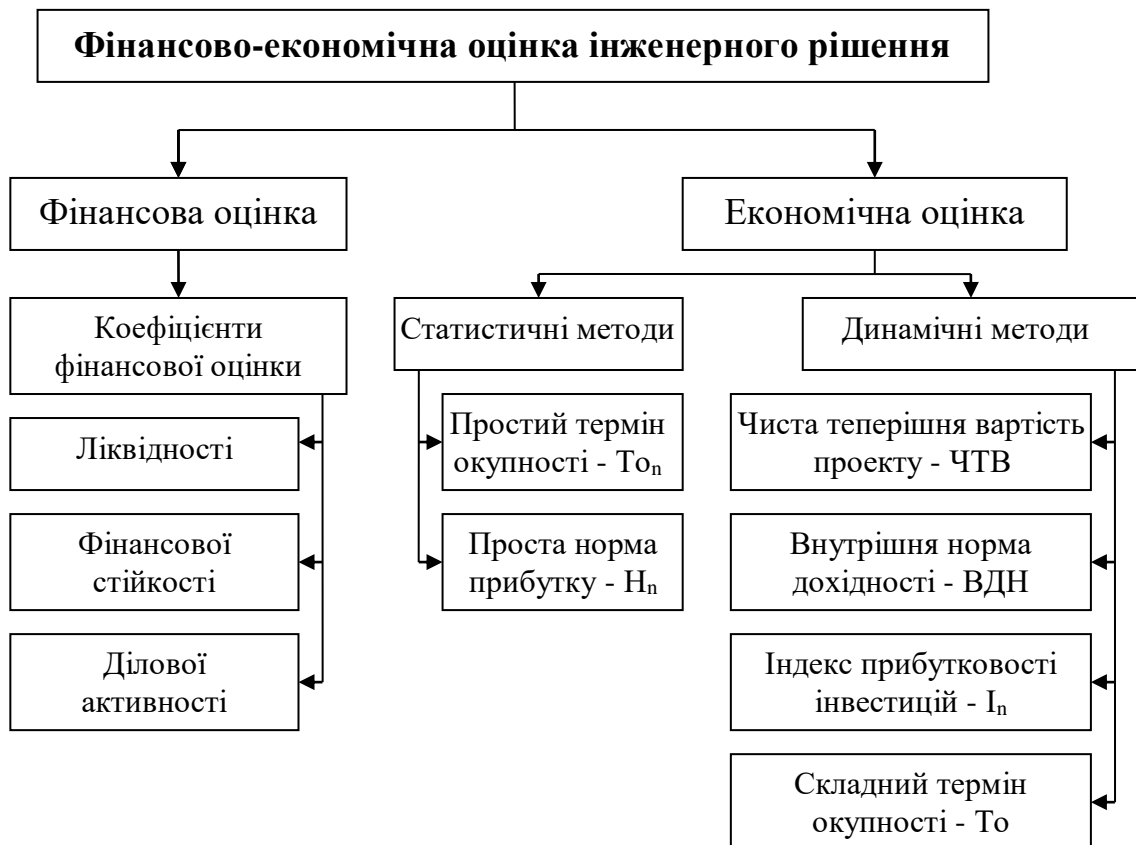 Фінансово-економічна оцінка інженерного рішення
Фінансова оцінка
Економічна оцінка
Коефіцієнти
фінансової оцінки
Статистичні методи
Динамічні методи
Ліквідності
Фінансової
стійкості
Ділової
активності
Простий термін
окупності - Тоn
Проста норма
прибутку - Нn
Чиста теперішня вартість
проекту - ЧТВ
Внутрішня норма
дохідності - ВДН
Індекс прибутковості
інвестицій - Іn
Складний термін
окупності - То